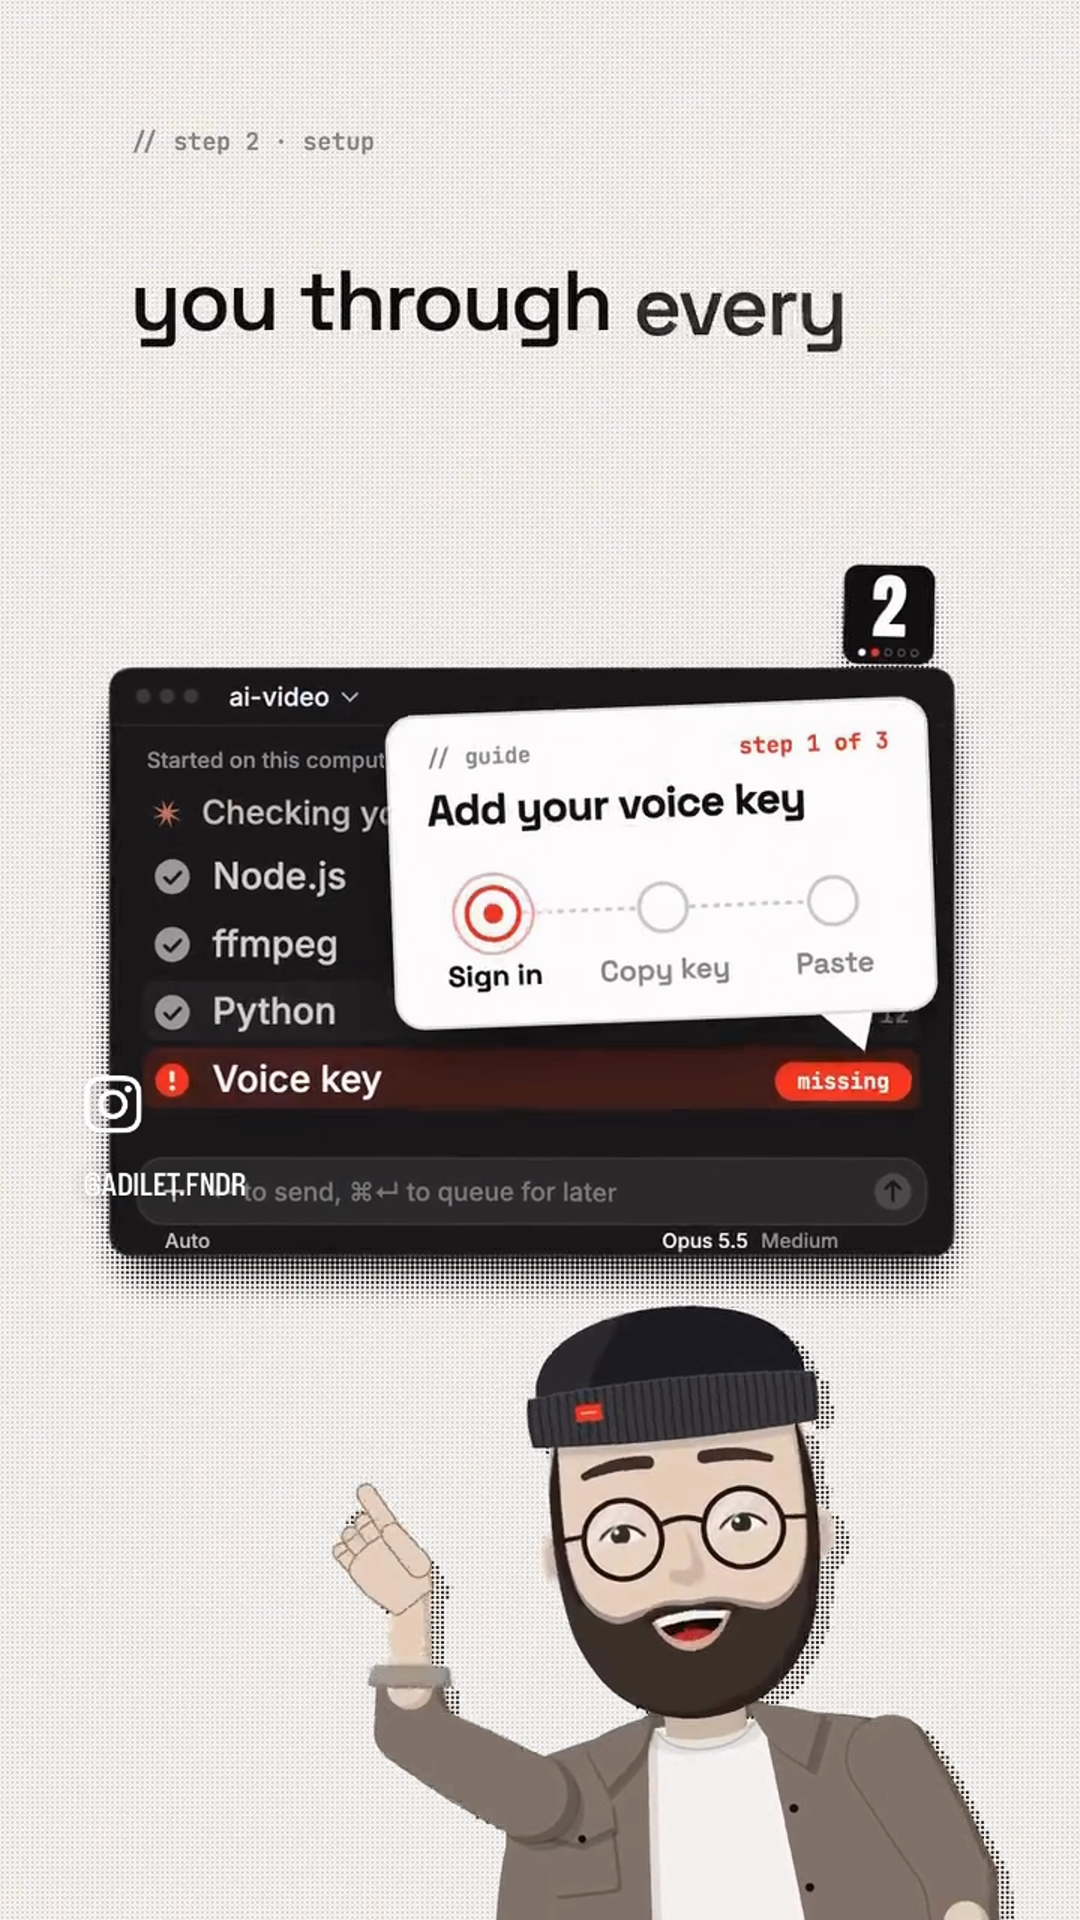 // step 2 · setup
you through every
2
ai-video
// guide
step 1 of 3
Add your voice key
Sign in
Copy key
Paste
Started on this comput
Checking
Node.js
ffmpeg
Python
12
Voice key
missing
@ADILET.FNDR
to send, ⌘↵ to queue for later
Auto
Opus 5.5 Medium